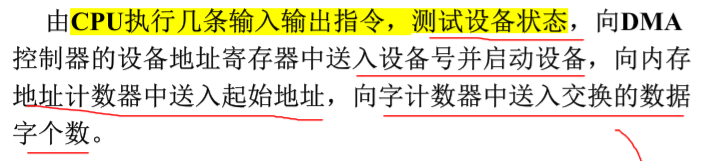 由CPU执行几条输入输出指令，测试设备状态，向DMA
控制器的设备地址寄存器中送入设备号并启动设备，向内存
地址计数器中送入起始地址，向字计数器中送入交换的数据
字个数。